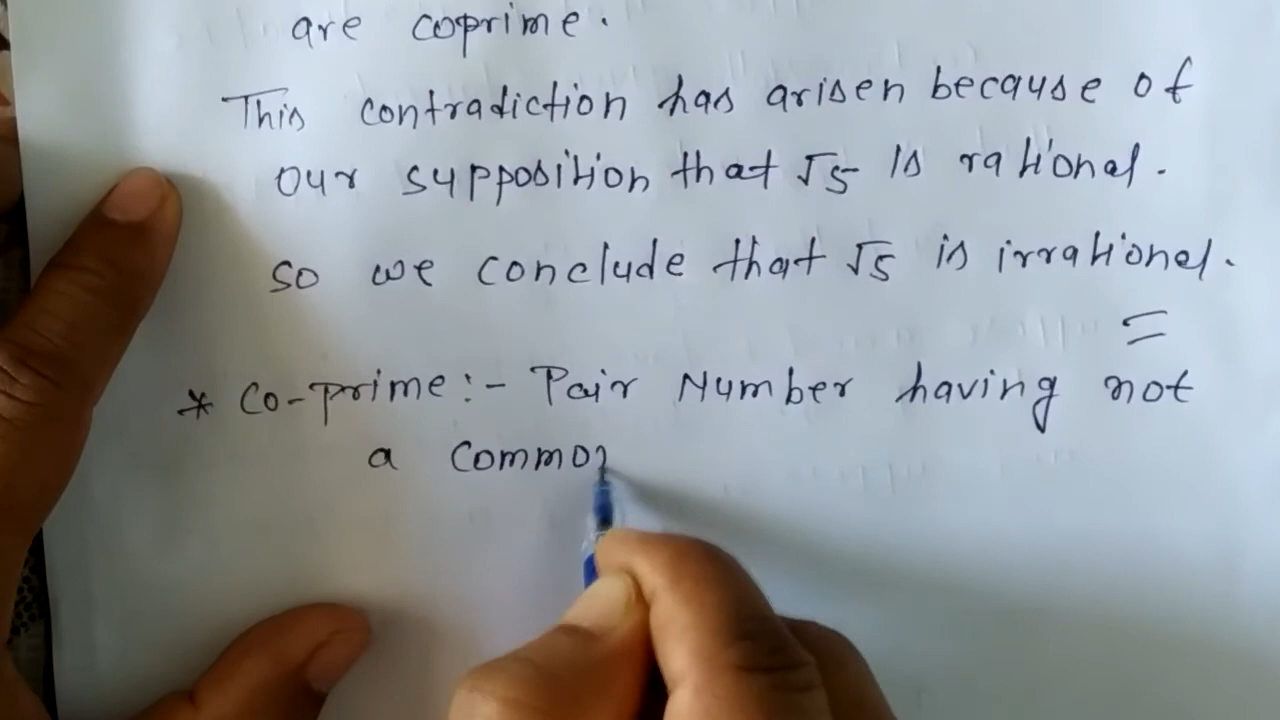 are coprime.
This contradiction has arisen because of
our supposition that √5 is rational.
so we conclude that √5 is irrational.
=
* Co-prime:- Pair Number having not
a common